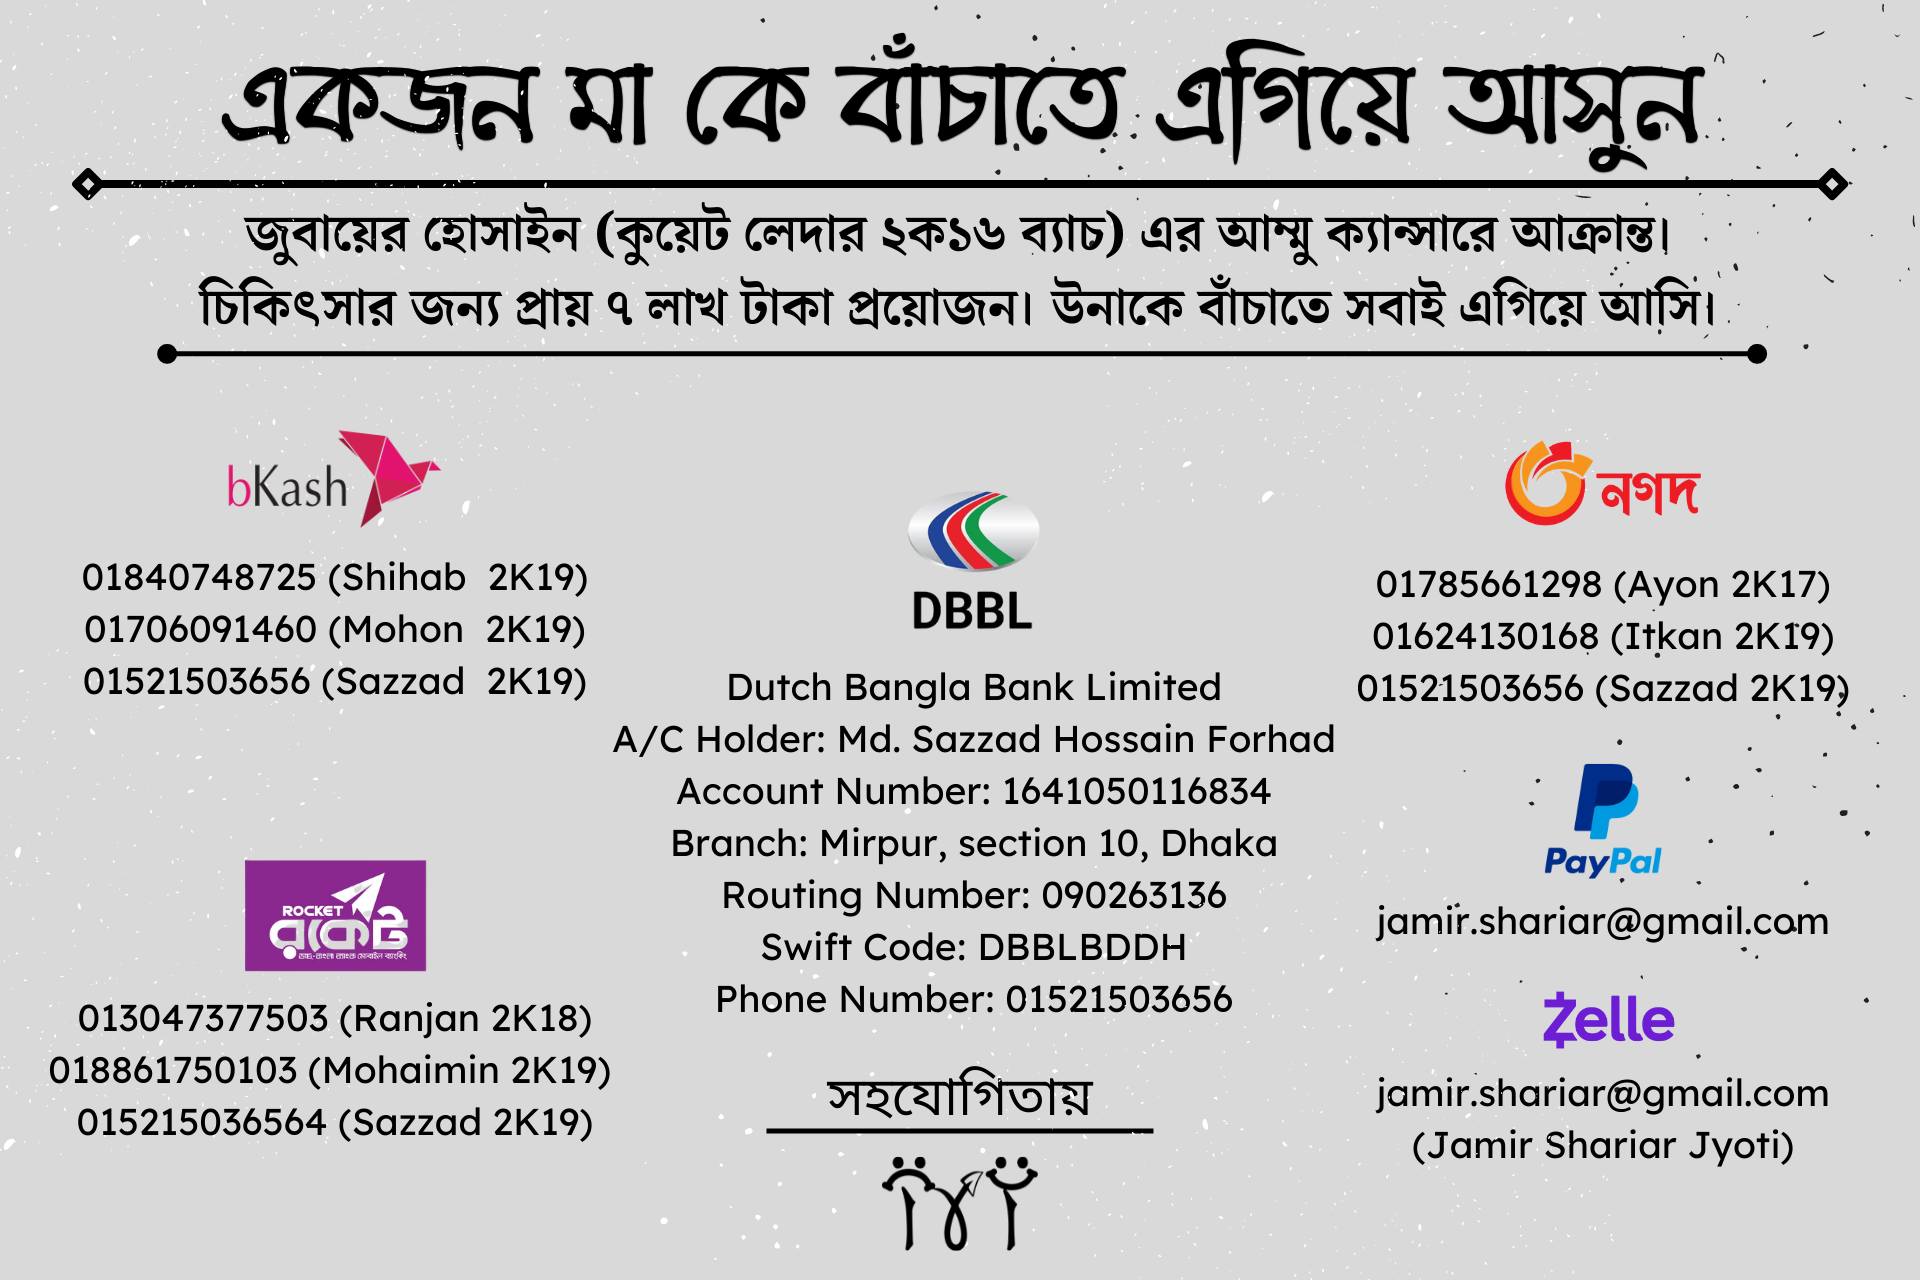 একজন মা কে বাঁচাতে এগিয়ে আসুন
জুবায়ের হোসাইন (কুয়েট লেদার ২ক১৬ ব্যাচ) এর আম্মু ক্যান্সারে আক্রান্ত।
চিকিৎসার জন্য প্রায় ৭ লাখ টাকা প্রয়োজন। উনাকে বাঁচাতে সবাই এগিয়ে আসি।
bKash
01840748725 (Shihab 2K19)
01706091460 (Mohon 2K19)
01521503656 (Sazzad 2K19)
ROCKET
রকেট
ডাচ্-বাংলা ব্যাংক মোবাইল ব্যাংকিং
013047377503 (Ranjan 2K18)
018861750103 (Mohaimin 2K19)
015215036564 (Sazzad 2K19)
DBBL
Dutch Bangla Bank Limited
A/C Holder: Md. Sazzad Hossain Forhad
Account Number: 1641050116834
Branch: Mirpur, section 10, Dhaka
Routing Number: 090263136
Swift Code: DBBLBDDH
Phone Number: 01521503656
সহযোগিতায়
নগদ
01785661298 (Ayon 2K17)
01624130168 (Itkan 2K19)
01521503656 (Sazzad 2K19)
PayPal
jamir.shariar@gmail.com
Zelle
jamir.shariar@gmail.com
(Jamir Shariar Jyoti)